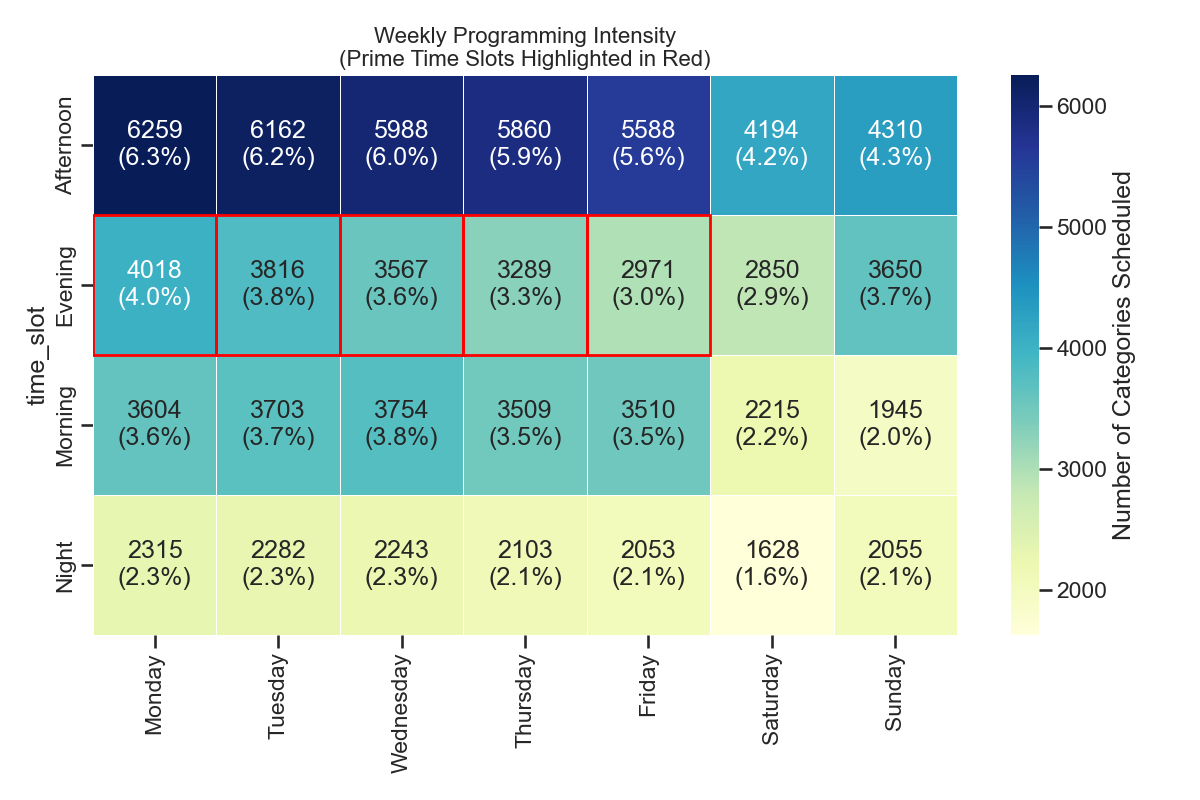 Weekly Programming Intensity
(Prime Time Slots Highlighted in Red)
time_slot
Afternoon
6259 6162 5988 5860 5588 4194 4310
(6.3%) (6.2%) (6.0%) (5.9%) (5.6%) (4.2%) (4.3%)
Evening
4018 3816 3567 3289 2971 2850 3650
(4.0%) (3.8%) (3.6%) (3.3%) (3.0%) (2.9%) (3.7%)
Morning
3604 3703 3754 3509 3510 2215 1945
(3.6%) (3.7%) (3.8%) (3.5%) (3.5%) (2.2%) (2.0%)
Night
2315 2282 2243 2103 2053 1628 2055
(2.3%) (2.3%) (2.3%) (2.1%) (2.1%) (1.6%) (2.1%)
Monday
Tuesday
Wednesday
Thursday
Friday
Saturday
Sunday
6000
5000
4000
3000
2000
Number of Categories Scheduled